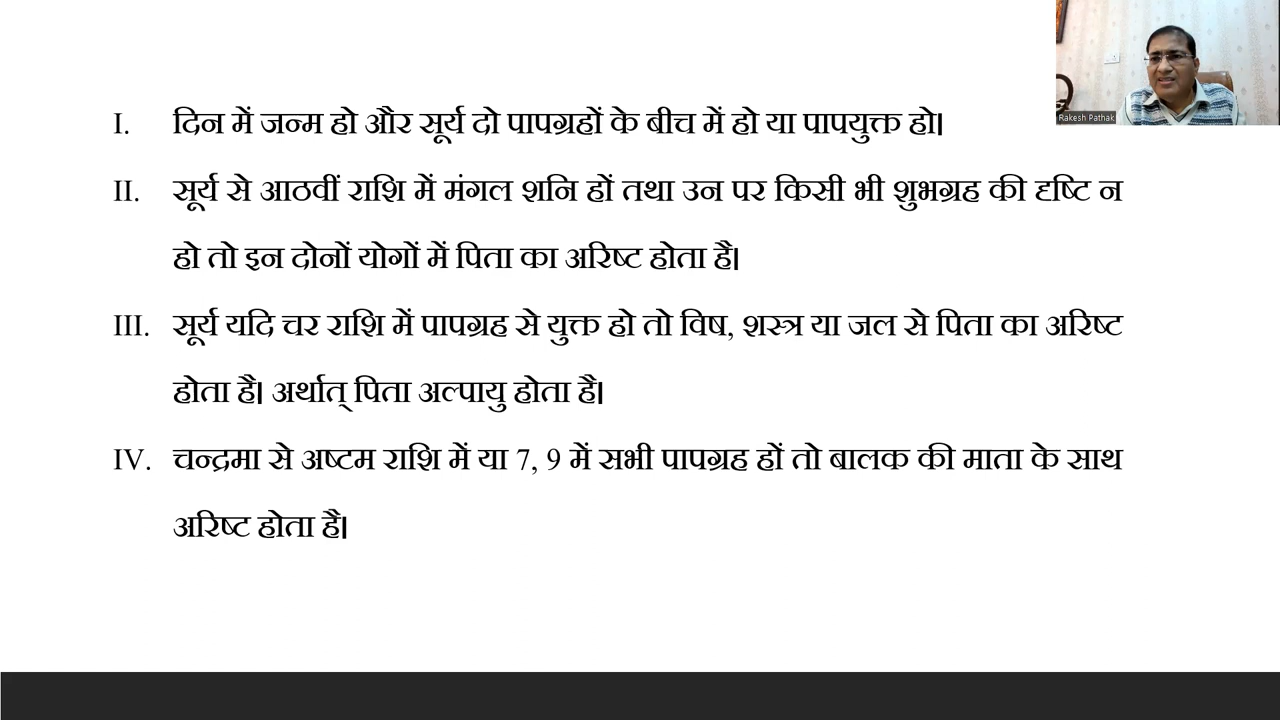 Rakesh Pathak
I. दिन में जन्म हो और सूर्य दो पापग्रहों के बीच में हो या पापयुक्त हो।
II. सूर्य से आठवीं राशि में मंगल शनि हों तथा उन पर किसी भी शुभग्रह की दृष्टि न
हो तो इन दोनों योगों में पिता का अरिष्ट होता है।
III. सूर्य यदि चर राशि में पापग्रह से युक्त हो तो विष, शस्त्र या जल से पिता का अरिष्ट
होता है। अर्थात् पिता अल्पायु होता है।
IV. चन्द्रमा से अष्टम राशि में या 7, 9 में सभी पापग्रह हों तो बालक की माता के साथ
अरिष्ट होता है।